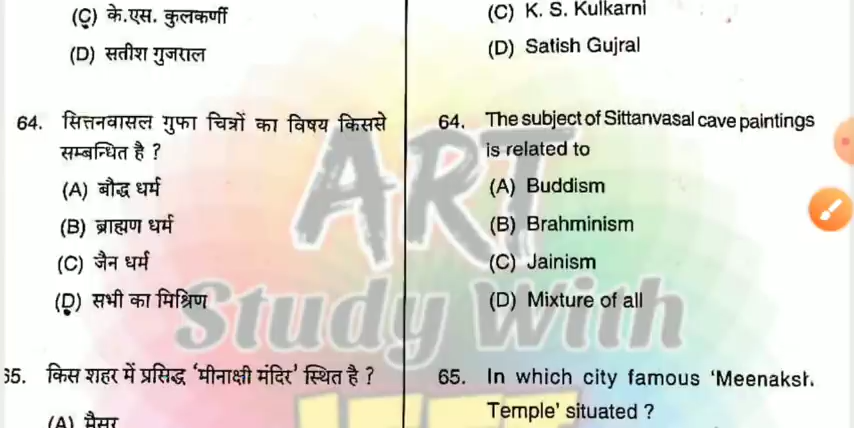 (C) के.एस. कुलकर्णी
(D) सतीश गुजराल
64. सित्तनवासल गुफा चित्रों का विषय किससे
सम्बन्धित है ?
(A) बौद्ध धर्म
(B) ब्राह्मण धर्म
(C) जैन धर्म
(D) सभी का मिश्रिण
35. किस शहर में प्रसिद्ध 'मीनाक्षी मंदिर' स्थित है ?
(A) मैसूर
(C) K. S. Kulkarni
(D) Satish Gujral
64. The subject of Sittanvasal cave paintings
is related to
(A) Buddism
(B) Brahminism
(C) Jainism
(D) Mixture of all
65. In which city famous 'Meenaksh.
Temple' situated ?
ART
Study With